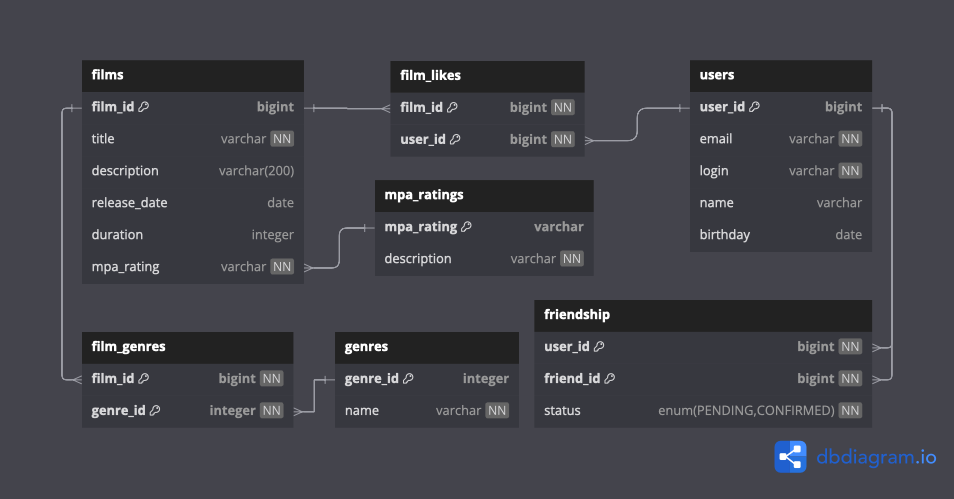 films
film_id bigint
title varchar NN
description varchar(200)
release_date date
duration integer
mpa_rating varchar NN
film_likes
film_id bigint NN
user_id bigint NN
users
user_id bigint
email varchar NN
login varchar NN
name varchar
birthday date
mpa_ratings
mpa_rating varchar
description varchar NN
film_genres
film_id bigint NN
genre_id integer NN
genres
genre_id integer
name varchar NN
friendship
user_id bigint NN
friend_id bigint NN
status enum(PENDING,CONFIRMED) NN
dbdiagram.io